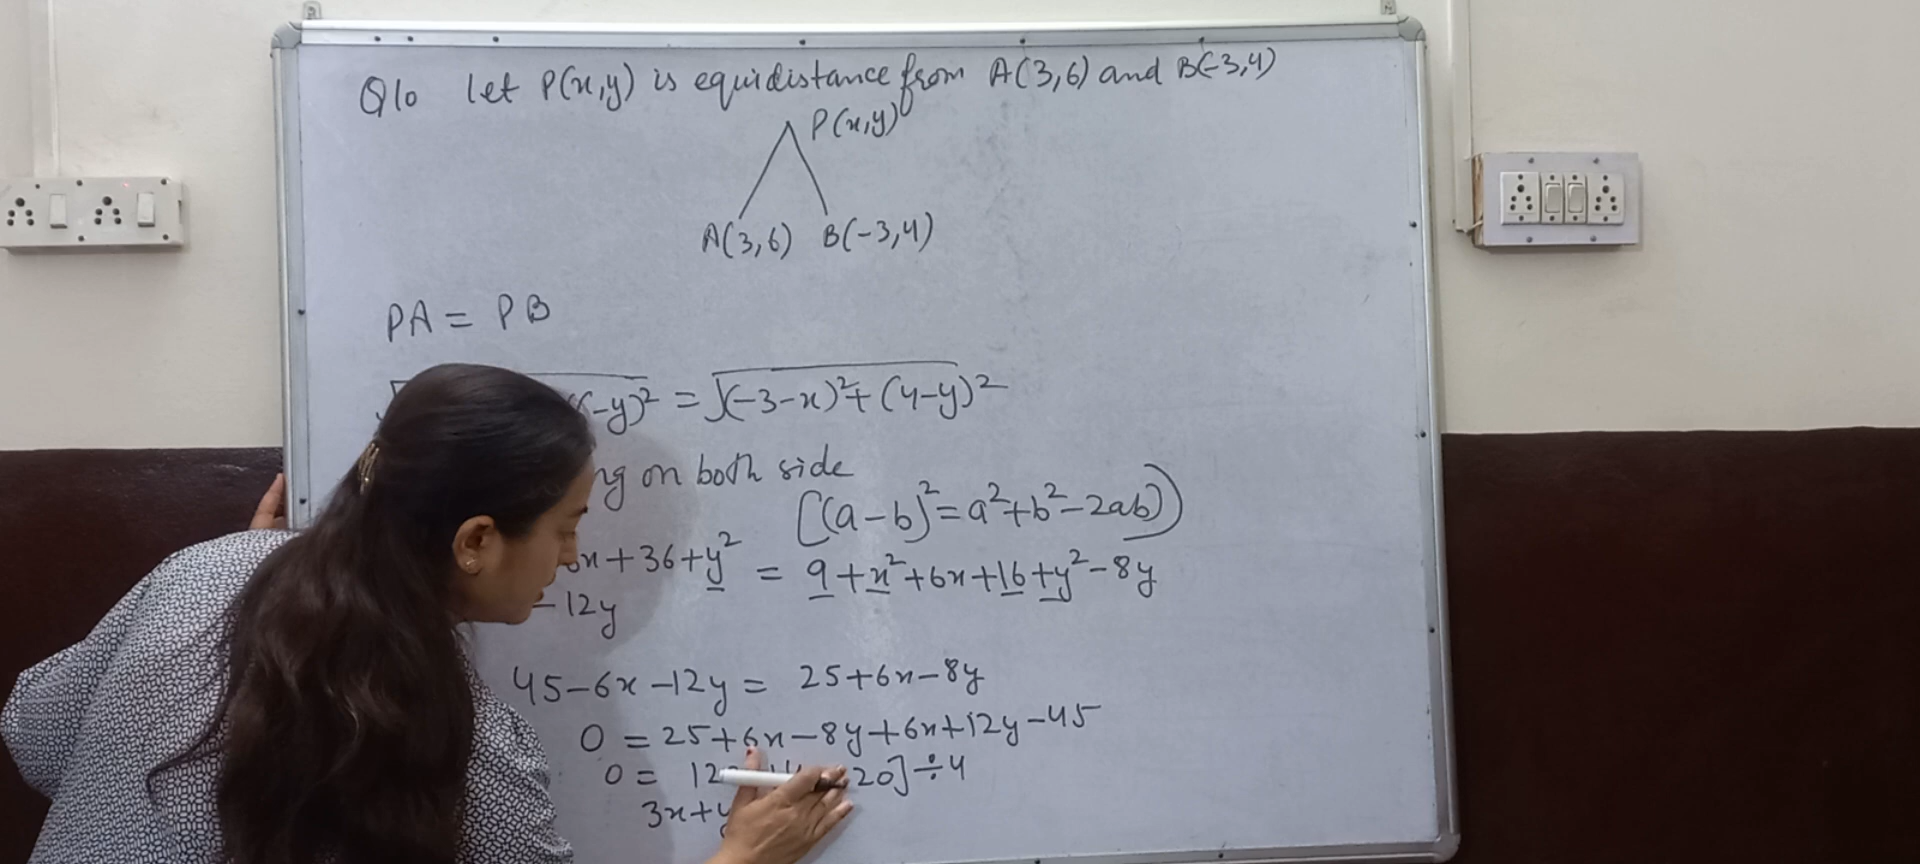 Q10 Let P(x,y) is equidistance from A(3,6) and B(-3,4)
P(x,y)
A(3,6) B(-3,4)
PA = PB
-y)² = √(-3-x)²+(4-y)²
on both side
[(a-b)²=a²+b²-2ab)]
x+36+y² = 9+x²+6x+16+y²-8y
-12y
45-6x-12y = 25+6x-8y
0 = 25+6x-8y+6x+12y-45
0 = 12 20]÷4
3x+y